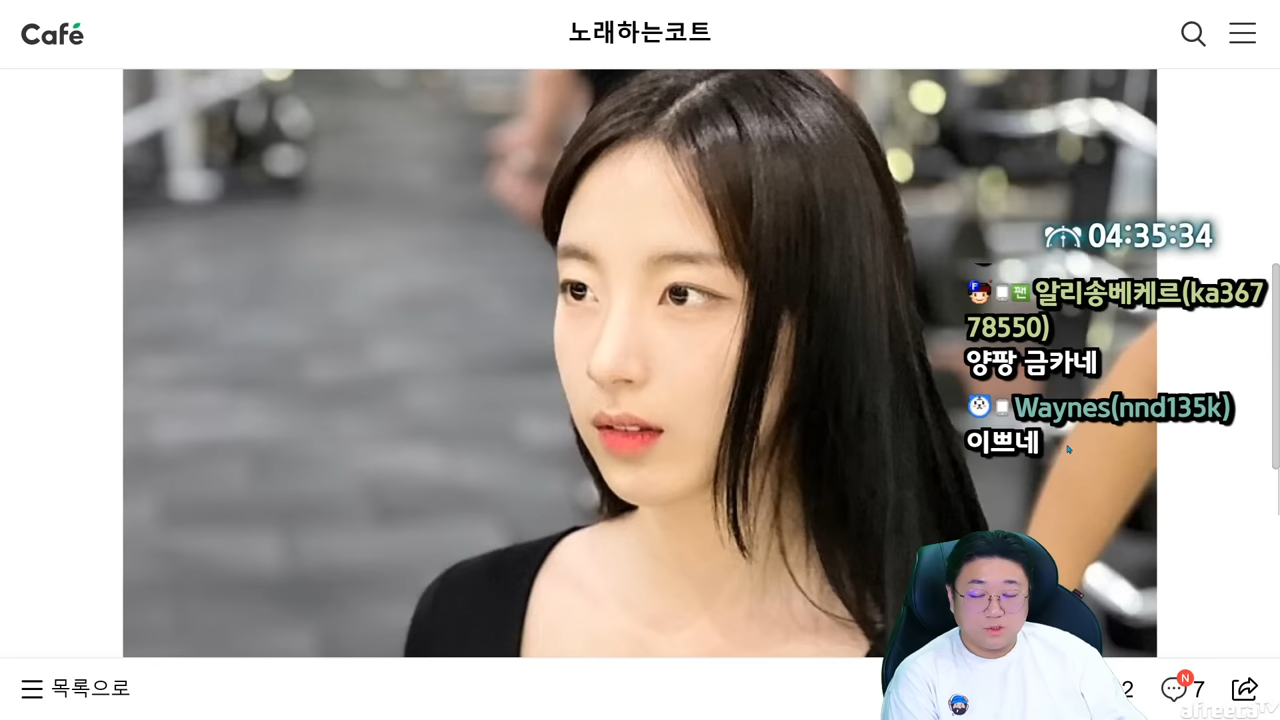 Café
노래하는코트
04:35:34
F 팬 알리송베케르(ka367
78550)
양팡 금카네
Waynes(nnd135k)
이쁘네
목록으로
2
N
7
afreecaTV